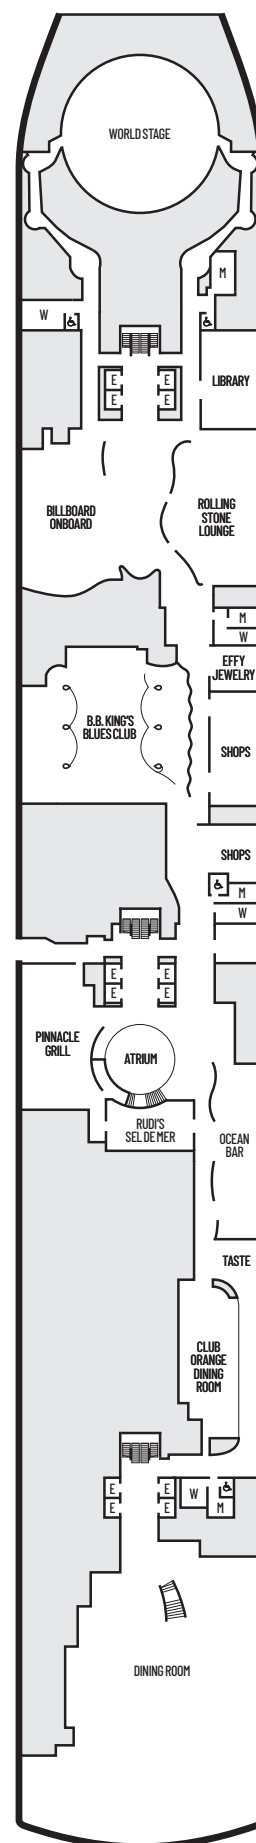 WORLD STAGE
M
W
LIBRARY
E
E
E
E
BILLBOARD
ONBOARD
ROLLING
STONE
LOUNGE
M
W
EFFY
JEWELRY
B.B. KING'S
BLUES CLUB
SHOPS
SHOPS
M
W
E
E
E
E
PINNACLE
GRILL
ATRIUM
RUDI'S
SEL DE MER
OCEAN
BAR
TASTE
CLUB
ORANGE
DINING
ROOM
E
E
E
E
W
M
DINING ROOM